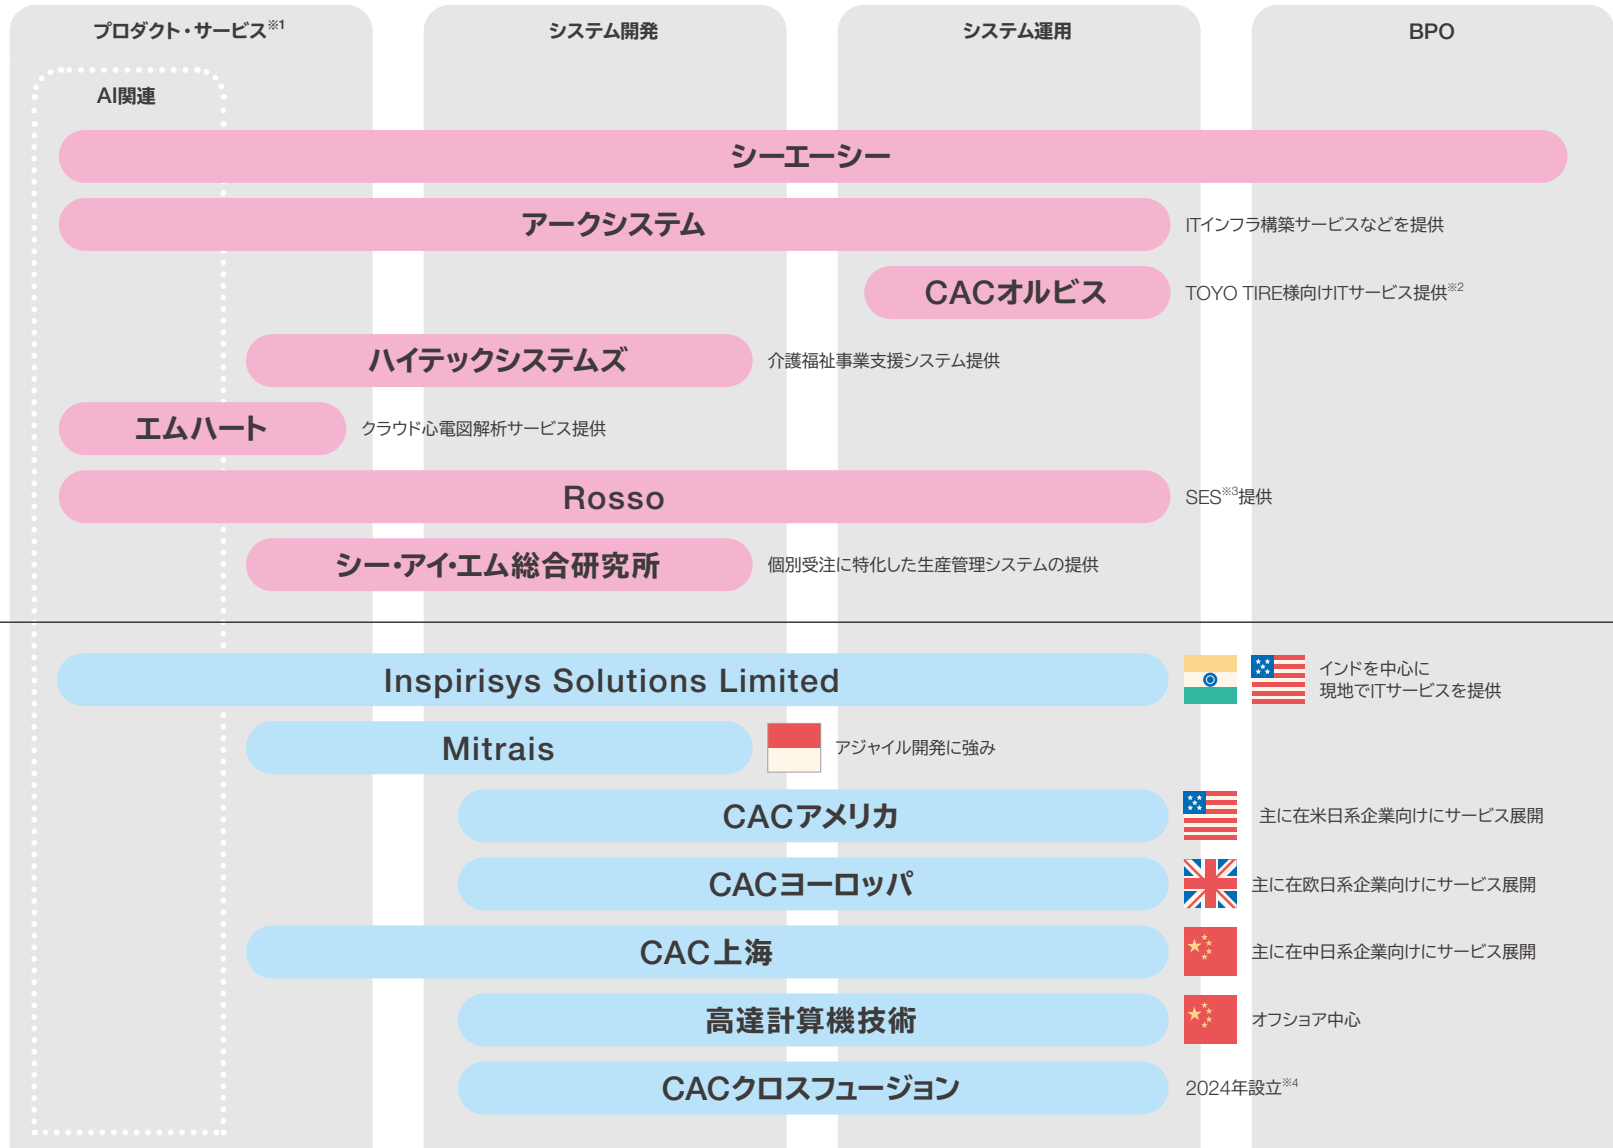 プロダクト・サービス※1
システム開発
システム運用
BPO
AI関連
シーエーシー
アークシステム
ITインフラ構築サービスなどを提供
CACオルビス
TOYO TIRE様向けITサービス提供※2
ハイテックシステムズ
介護福祉事業支援システム提供
エムハート
クラウド心電図解析サービス提供
Rosso
SES※3提供
シー・アイ・エム総合研究所
個別受注に特化した生産管理システムの提供
Inspirisys Solutions Limited
インドを中心に
現地でITサービスを提供
Mitrais
アジャイル開発に強み
CACアメリカ
主に在米日系企業向けにサービス展開
CACヨーロッパ
主に在欧日系企業向けにサービス展開
CAC上海
主に在中日系企業向けにサービス展開
高達計算機技術
オフショア中心
CACクロスフュージョン
2024年設立※4